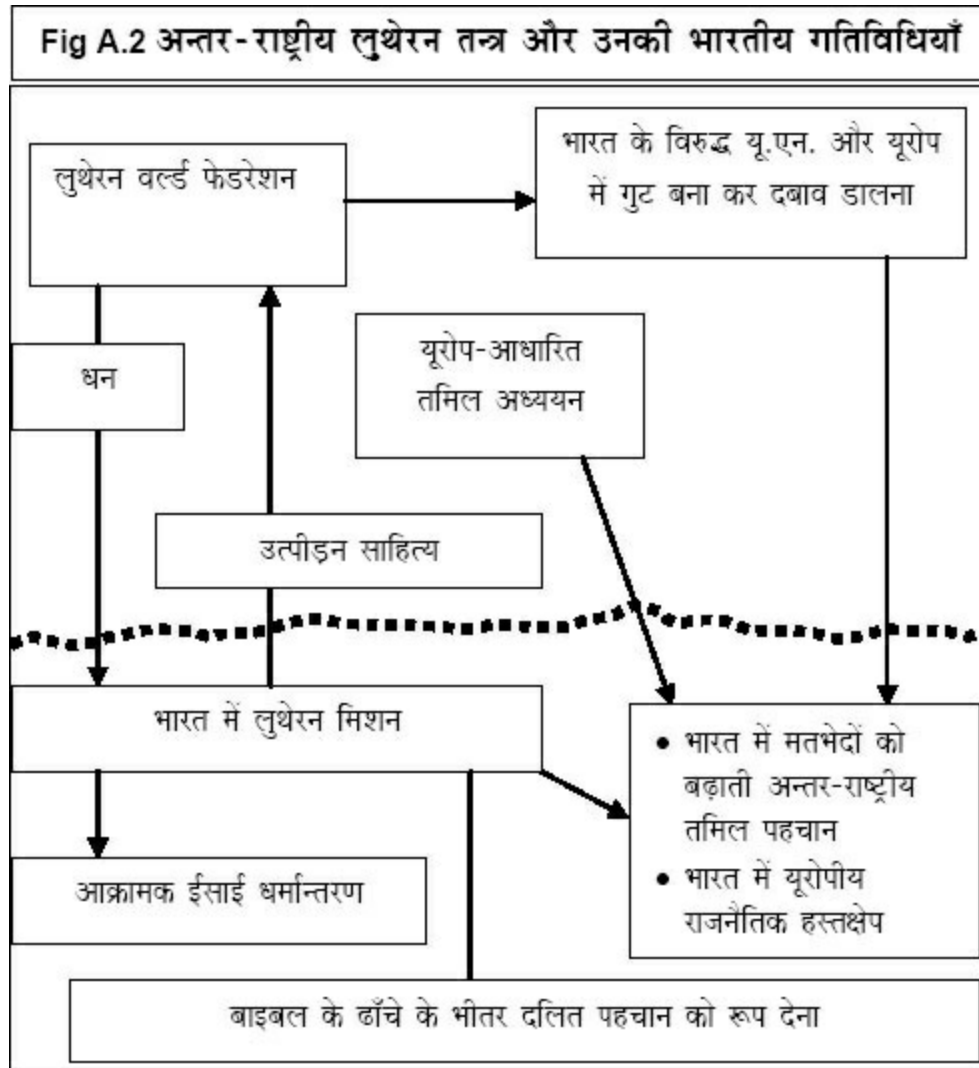 Fig A.2 अन्तर-राष्ट्रीय लुथेरन तन्त्र और उनकी भारतीय गतिविधियाँ
लुथेरन वर्ल्ड फेडरेशन
भारत के विरुद्ध यू.एन. और यूरोप
में गुट बना कर दबाव डालना
धन
यूरोप-आधारित
तमिल अध्ययन
उत्पीड़न साहित्य
भारत में लुथेरन मिशन
• भारत में मतभेदों को
बढ़ाती अन्तर-राष्ट्रीय
तमिल पहचान
• भारत में यूरोपीय
राजनैतिक हस्तक्षेप
आक्रामक ईसाई धर्मान्तरण
बाइबल के ढाँचे के भीतर दलित पहचान को रूप देना